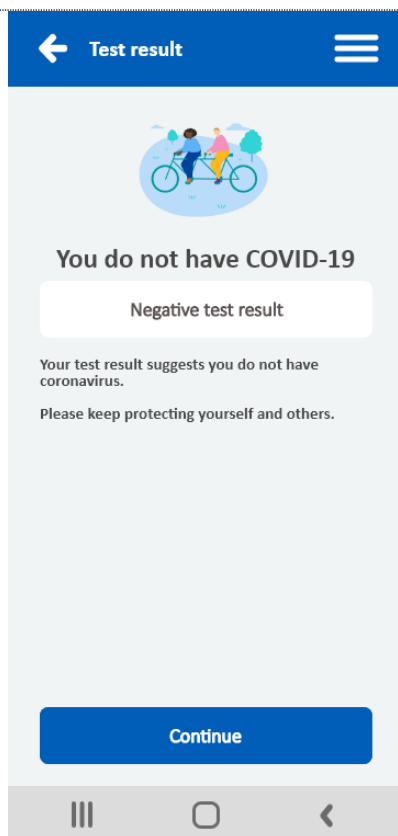 Test result
You do not have COVID-19
Negative test result
Your test result suggests you do not have
coronavirus.
Please keep protecting yourself and others.
Continue